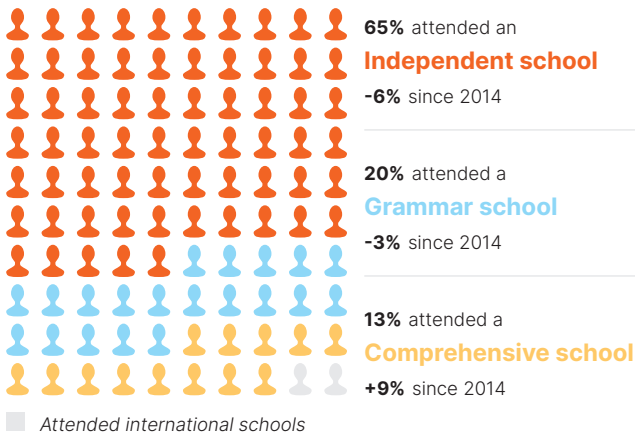 65% attended an
Independent school
-6% since 2014
20% attended a
Grammar school
-3% since 2014
13% attended a
Comprehensive school
+9% since 2014
Attended international schools